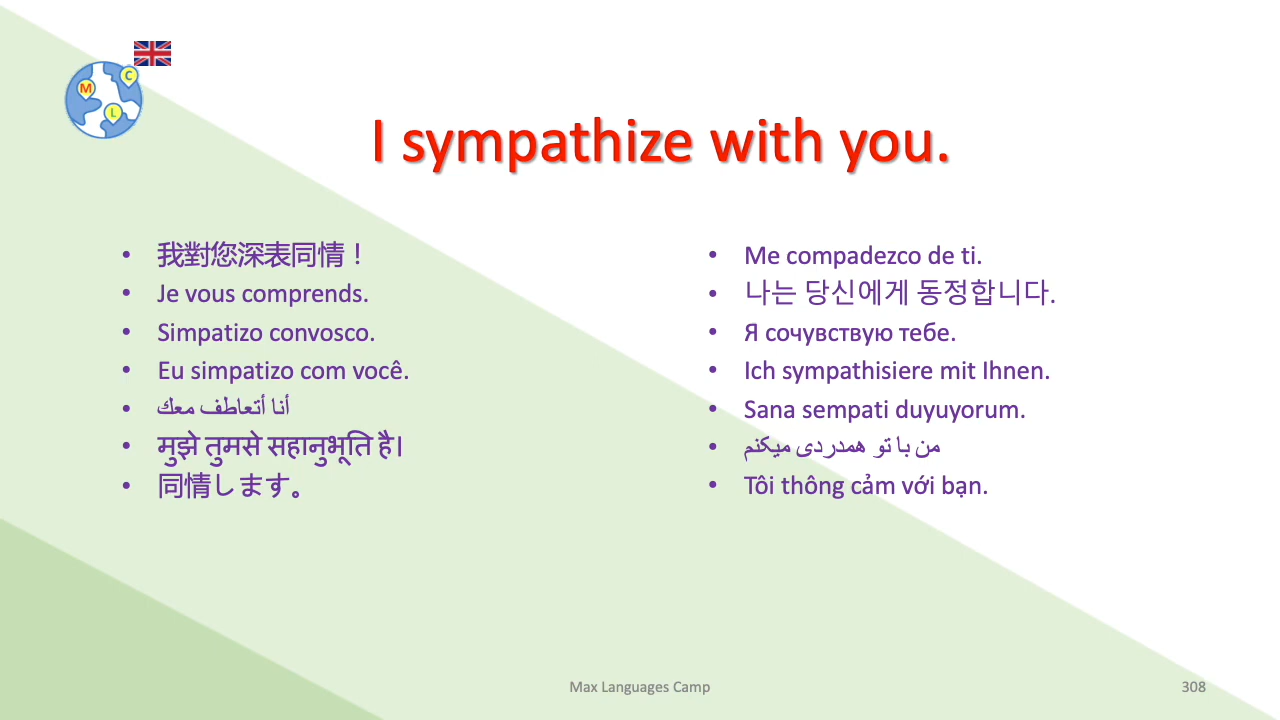 M
C
L
I sympathize with you.
• 我對您深表同情！
• Je vous comprends.
• Simpatizo convosco.
• Eu simpatizo com você.
• أنا أتعاطف معك
• मुझे तुमसे सहानुभूति है।
• 同情します。
• Me compadezco de ti.
• 나는 당신에게 동정합니다.
• Я сочувствую тебе.
• Ich sympathisiere mit Ihnen.
• Sana sempati duyuyorum.
• من با تو همدردی میکنم
• Tôi thông cảm với bạn.
Max Languages Camp
308